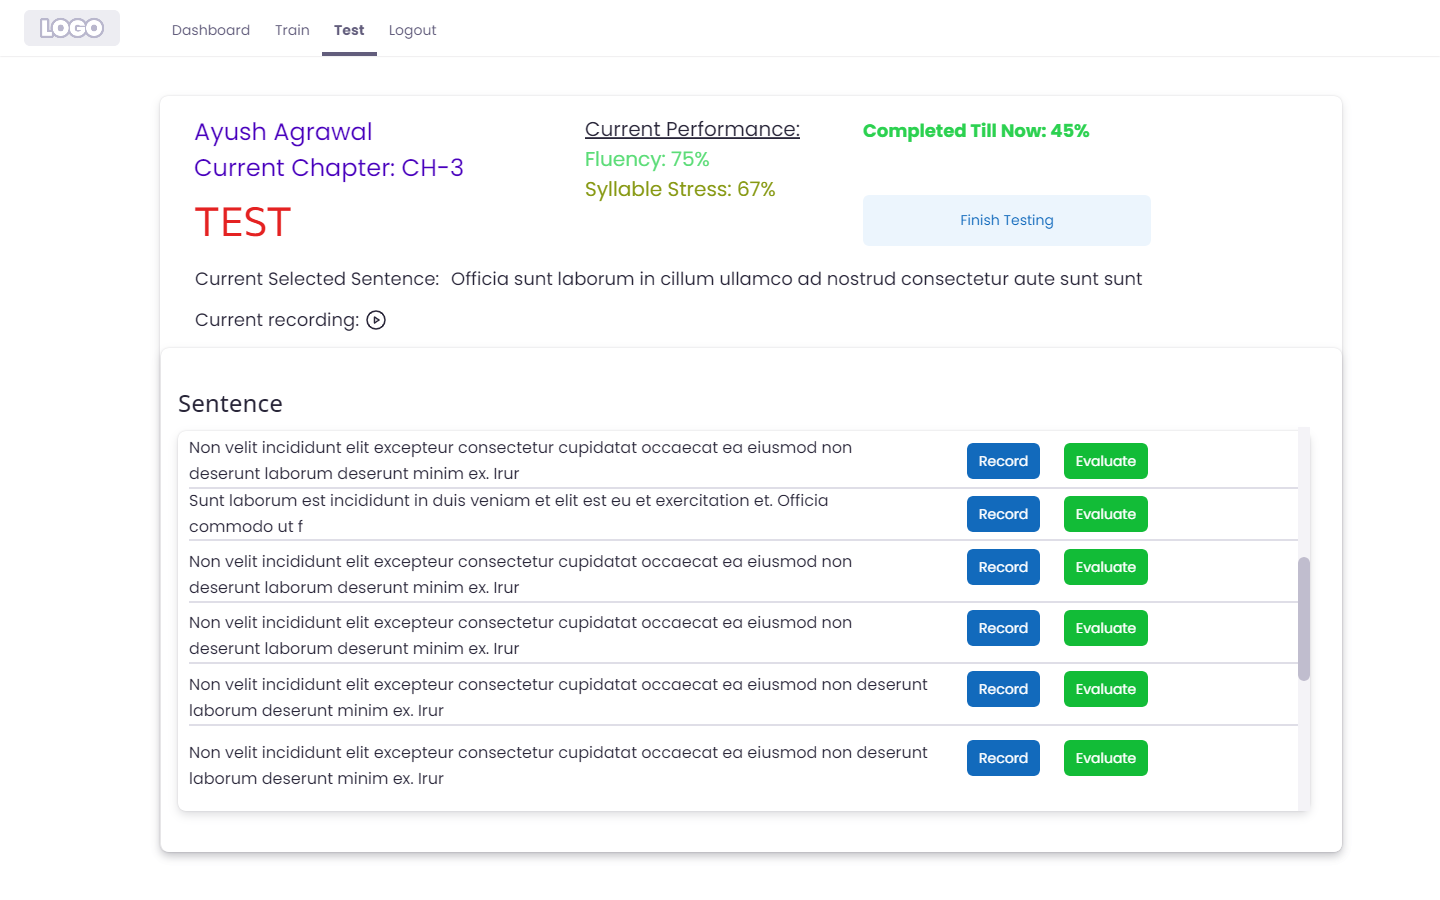 LOGO
Dashboard Train Test Logout
Ayush Agrawal
Current Chapter: CH-3
TEST
Current Performance:
Fluency: 75%
Syllable Stress: 67%
Completed Till Now: 45%
Finish Testing
Current Selected Sentence: Officia sunt laborum in cillum ullamco ad nostrud consectetur aute sunt sunt
Current recording:
Sentence
Non velit incididunt elit excepteur consectetur cupidatat occaecat ea eiusmod non
deserunt laborum deserunt minim ex. Irur
Record Evaluate
Sunt laborum est incididunt in duis veniam et elit est eu et exercitation et. Officia
commodo ut f
Record Evaluate
Non velit incididunt elit excepteur consectetur cupidatat occaecat ea eiusmod non
deserunt laborum deserunt minim ex. Irur
Record Evaluate
Non velit incididunt elit excepteur consectetur cupidatat occaecat ea eiusmod non
deserunt laborum deserunt minim ex. Irur
Record Evaluate
Non velit incididunt elit excepteur consectetur cupidatat occaecat ea eiusmod non deserunt
laborum deserunt minim ex. Irur
Record Evaluate
Non velit incididunt elit excepteur consectetur cupidatat occaecat ea eiusmod non deserunt
laborum deserunt minim ex. Irur
Record Evaluate